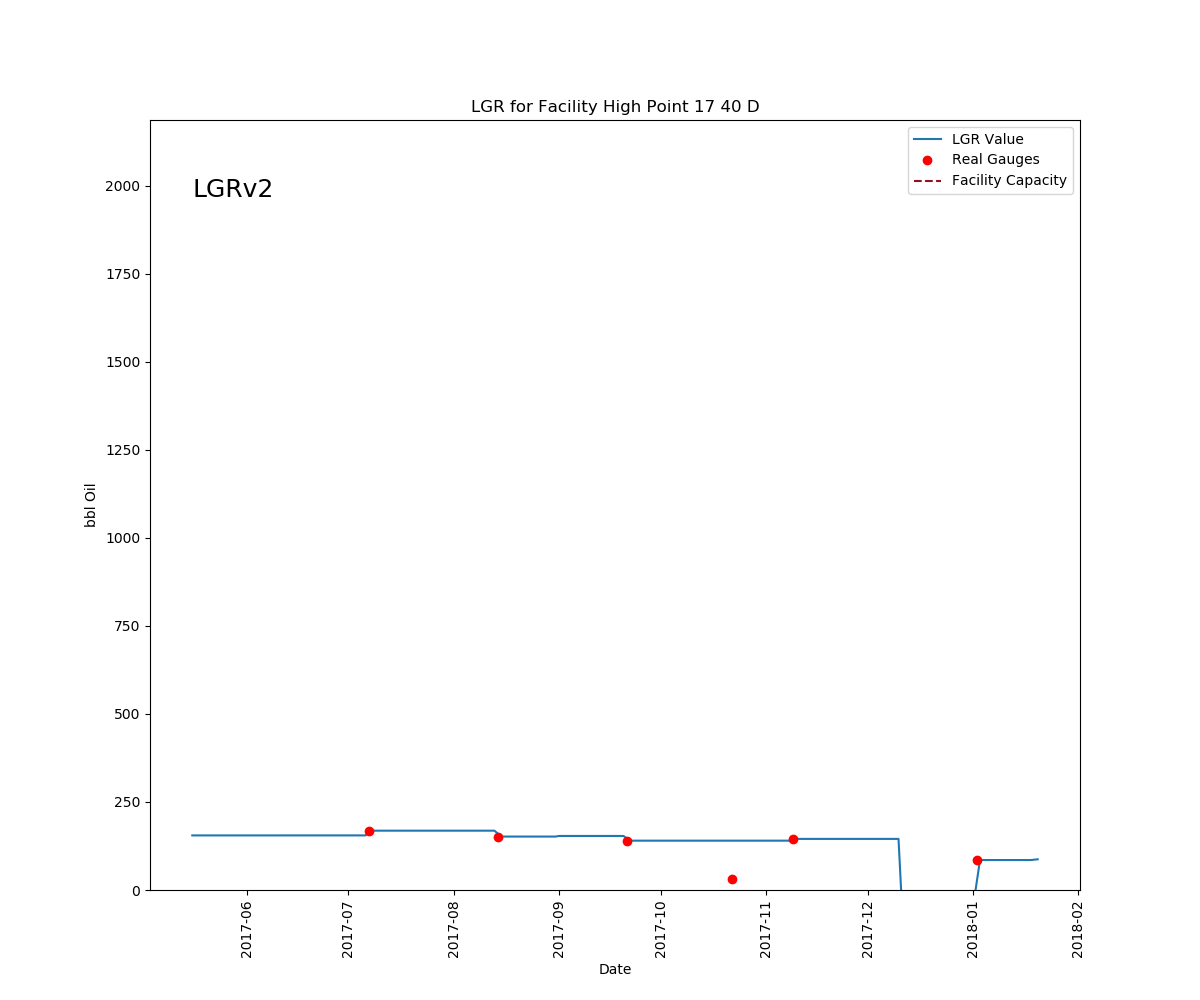 LGR for Facility High Point 17 40 D
LGRv2
LGR Value
Real Gauges
Facility Capacity
2000
1750
1500
1250
1000
750
500
250
0
bbl Oil
2017-06
2017-07
2017-08
2017-09
2017-10
2017-11
2017-12
2018-01
2018-02
Date